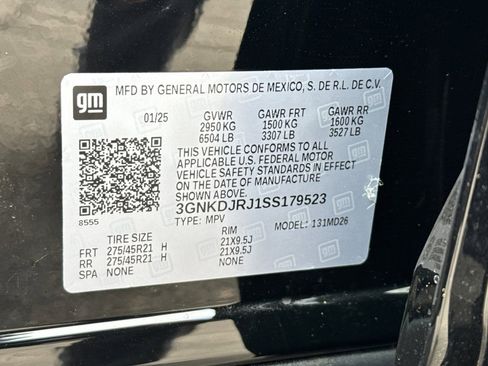 gm
MFD BY GENERAL MOTORS DE MEXICO, S. DE R.L. DE C.V.
01/25 GVWR GAWR FRT GAWR RR
2950 KG 1500 KG 1600 KG
6504 LB 3307 LB 3527 LB
THIS VEHICLE CONFORMS TO ALL
APPLICABLE U.S. FEDERAL MOTOR
VEHICLE SAFETY STANDARDS IN
EFFECT ON THE DATE OF
MANUFACTURE SHOWN ABOVE.
8555 3GNKDJRJ1SS179523
TYPE: MPV MODEL: 131MD26
TIRE SIZE RIM
FRT 275/45R21 H 21X9.5J
RR 275/45R21 H 21X9.5J
SPA NONE NONE